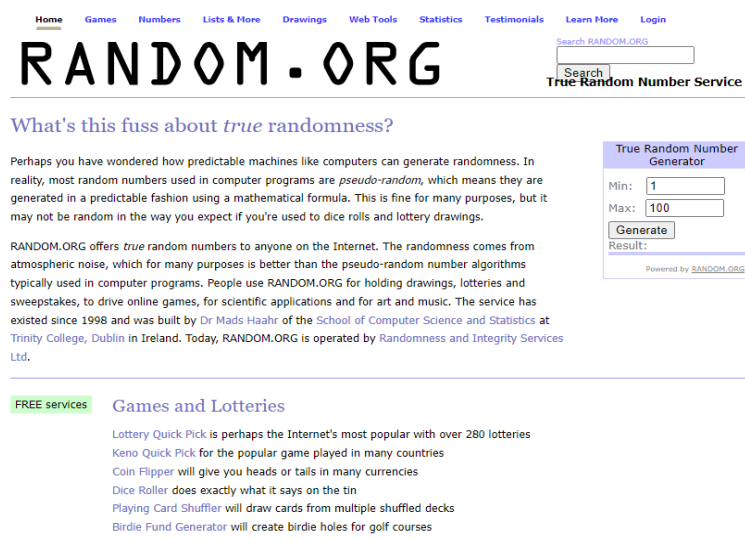 Home Games Numbers Lists & More Drawings Web Tools Statistics Testimonials Learn More Login
RANDOM.ORG
Search RANDOM.ORG
Search
True Random Number Service
What's this fuss about true randomness?
Perhaps you have wondered how predictable machines like computers can generate randomness. In
reality, most random numbers used in computer programs are pseudo-random, which means they are
generated in a predictable fashion using a mathematical formula. This is fine for many purposes, but it
may not be random in the way you expect if you're used to dice rolls and lottery drawings.
RANDOM.ORG offers true random numbers to anyone on the Internet. The randomness comes from
atmospheric noise, which for many purposes is better than the pseudo-random number algorithms
typically used in computer programs. People use RANDOM.ORG for holding drawings, lotteries and
sweepstakes, to drive online games, for scientific applications and for art and music. The service has
existed since 1998 and was built by Dr Mads Haahr of the School of Computer Science and Statistics at
Trinity College, Dublin in Ireland. Today, RANDOM.ORG is operated by Randomness and Integrity Services
Ltd.
True Random Number
Generator
Min: 1
Max: 100
Generate
Result:
Powered by RANDOM.ORG
FREE services
Games and Lotteries
Lottery Quick Pick is perhaps the Internet's most popular with over 280 lotteries
Keno Quick Pick for the popular game played in many countries
Coin Flipper will give you heads or tails in many currencies
Dice Roller does exactly what it says on the tin
Playing Card Shuffler will draw cards from multiple shuffled decks
Birdie Fund Generator will create birdie holes for golf courses